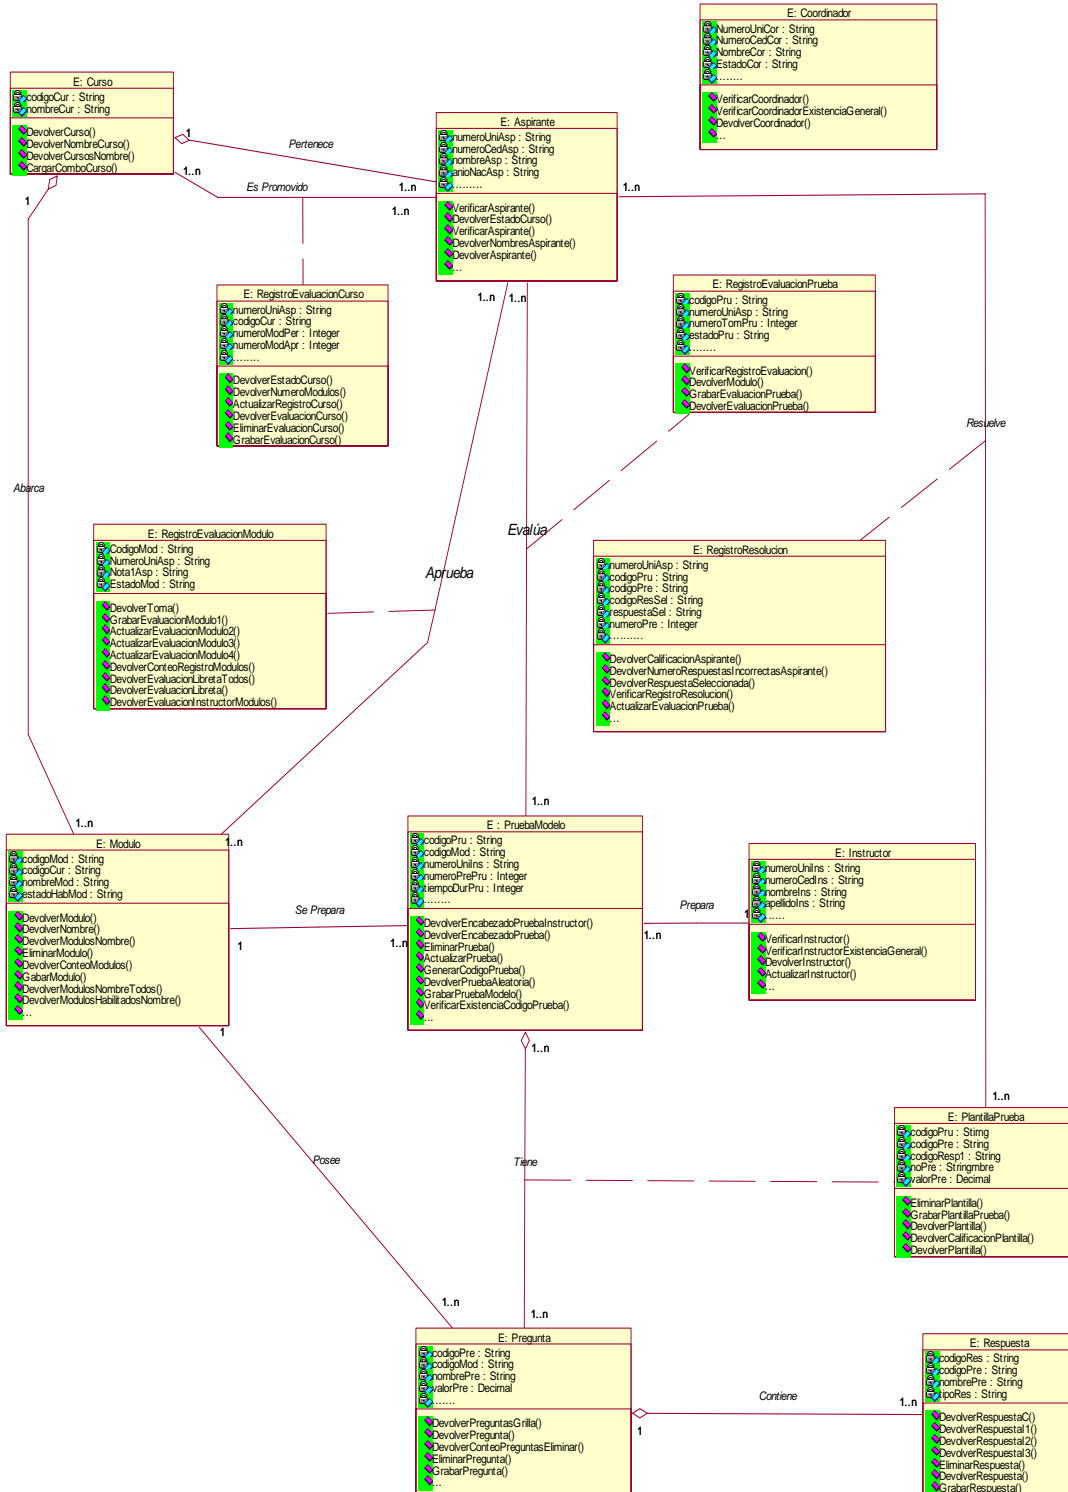 E: Coordinador
NumeroUniCor : String
NumeroCedCor : String
NombreCor : String
EstadoCor : String
........
VerificarCoordinador()
VerificarCoordinadorExistenciaGeneral()
DevolverCoordinador()
...
E: Curso
codigoCur : String
nombreCur : String
DevolverCurso()
DevolverNombreCurso()
DevolverCursosNombre()
CargarComboCurso()
1
1..n
1
Pertenece
Es Promovido
1..n
1..n
E: Aspirante
numeroUniAsp : String
numeroCedAsp : String
nombreAsp : String
anioNacAsp : String
.........
VerificarAspirante()
DevolverEstadoCurso()
VerificarAspirante()
DevolverNombresAspirante()
DevolverAspirante()
...
1..n
1..n
1..n
E: RegistroEvaluacionCurso
numeroUniAsp : String
codigoCur : String
numeroModPer : Integer
numeroModApr : Integer
........
DevolverEstadoCurso()
DevolverNumeroModulos()
ActualizarRegistroCurso()
DevolverEvaluacionCurso()
EliminarEvaluacionCurso()
GrabarEvaluacionCurso()
E: RegistroEvaluacionPrueba
codigoPru : String
numeroUniAsp : String
numeroTomPru : Integer
estadoPru : String
........
VerificarRegistroEvaluacion()
DevolverModulo()
GrabarEvaluacionPrueba()
DevolverEvaluacionPrueba()
Resuelve
Abarca
Evalúa
Aprueba
E: RegistroEvaluacionModulo
CodigoMod : String
NumeroUniAsp : String
Nota1Asp : String
EstadoMod : String
DevolverToma()
GrabarEvaluacionModulo1()
ActualizarEvaluacionModulo2()
ActualizarEvaluacionModulo3()
ActualizarEvaluacionModulo4()
DevolverConteoRegistroModulos()
DevolverEvaluacionLibretaTodos()
DevolverEvaluacionLibreta()
DevolverEvaluacionInstructorModulos()
E: RegistroResolucion
numeroUniAsp : String
codigoPru : String
codigoPre : String
codigoResSel : String
respuestaSel : String
numeroPre : Integer
..........
DevolverCalificacionAspirante()
DevolverNumeroRespuestasIncorrectasAspirante()
DevolverRespuestaSeleccionada()
VerificarRegistroResolucion()
ActualizarEvaluacionPrueba()
...
1..n
1..n
1..n
E: Modulo
codigoMod : String
codigoCur : String
nombreMod : String
estadoHabMod : String
DevolverModulo()
DevolverNombre()
DevolverModulosNombre()
EliminarModulo()
DevolverConteoModulos()
GabarModulo()
DevolverModulosNombreTodos()
DevolverModulosHabilitadosNombre()
...
1
Se Prepara
1..n
1
E : PruebaModelo
codigoPru : String
codigoMod : String
numeroUniIns : String
numeroPrePru : Integer
tiempoDurPru : Integer
........
DevolverEncabezadoPruebaInstructor()
DevolverEncabezadoPrueba()
EliminarPrueba()
ActualizarPrueba()
GenerarCodigoPrueba()
DevolverPruebaAleatoria()
GrabarPruebaModelo()
VerificarExistenciaCodigoPrueba()
...
1..n
Prepara
1
1..n
E: Instructor
numeroUniIns : String
numeroCedIns : String
nombreIns : String
apellidoIns : String
......
VerificarInstructor()
VerificarInstructorExistenciaGeneral()
DevolverInstructor()
ActualizarInstructor()
...
1..n
E: PlantillaPrueba
codigoPru : Stirng
codigoPre : String
codigoResp1 : String
noPre : Stringmbre
valorPre : Decimal
EliminarPlantilla()
GrabarPlantillaPrueba()
DevolverPlantilla()
DevolverCalificacionPlantilla()
DevolverPlantilla()
Posee
Tiene
1..n
1..n
E: Pregunta
codigoPre : String
codigoMod : String
nombrePre : String
valorPre : Decimal
.......
DevolverPreguntasGrilla()
DevolverPregunta()
DevolverConteoPreguntasEliminar()
EliminarPregunta()
GrabarPregunta()
...
1
Contiene
1..n
E: Respuesta
codigoRes : String
codigoPre : String
nombrePre : String
tipoRes : String
DevolverRespuestaC()
DevolverRespuestaI1()
DevolverRespuestaI2()
DevolverRespuestaI3()
EliminarRespuesta()
DevolverRespuesta()
GrabarRespuesta()